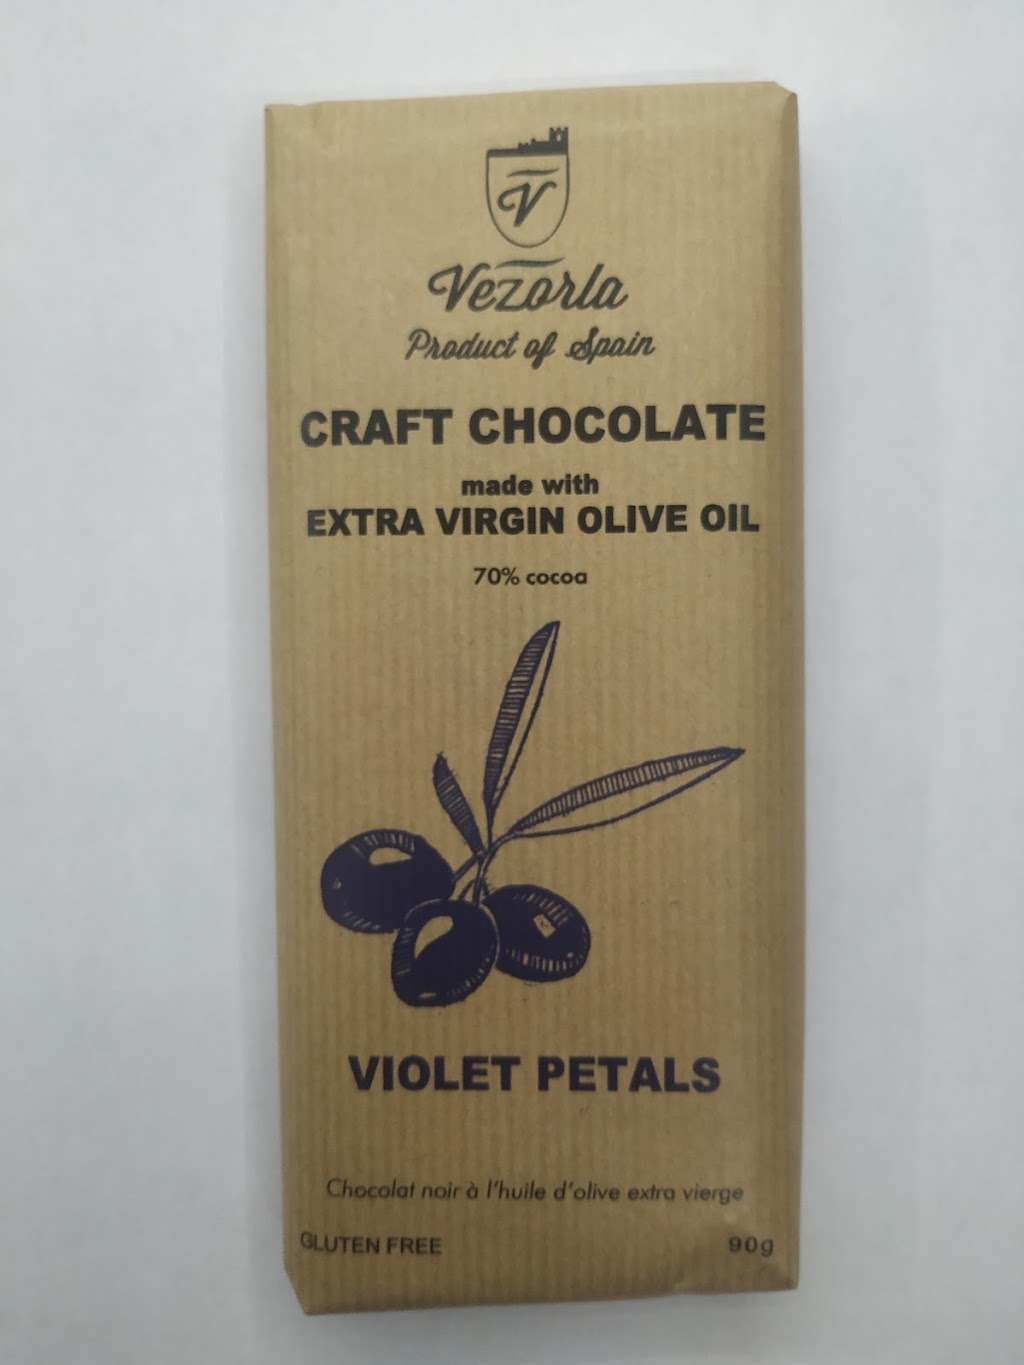 V
Vezorla
Product of Spain
CRAFT CHOCOLATE
made with
EXTRA VIRGIN OLIVE OIL
70% cocoa
VIOLET PETALS
Chocolat noir à l'huile d'olive extra vierge
GLUTEN FREE 90g